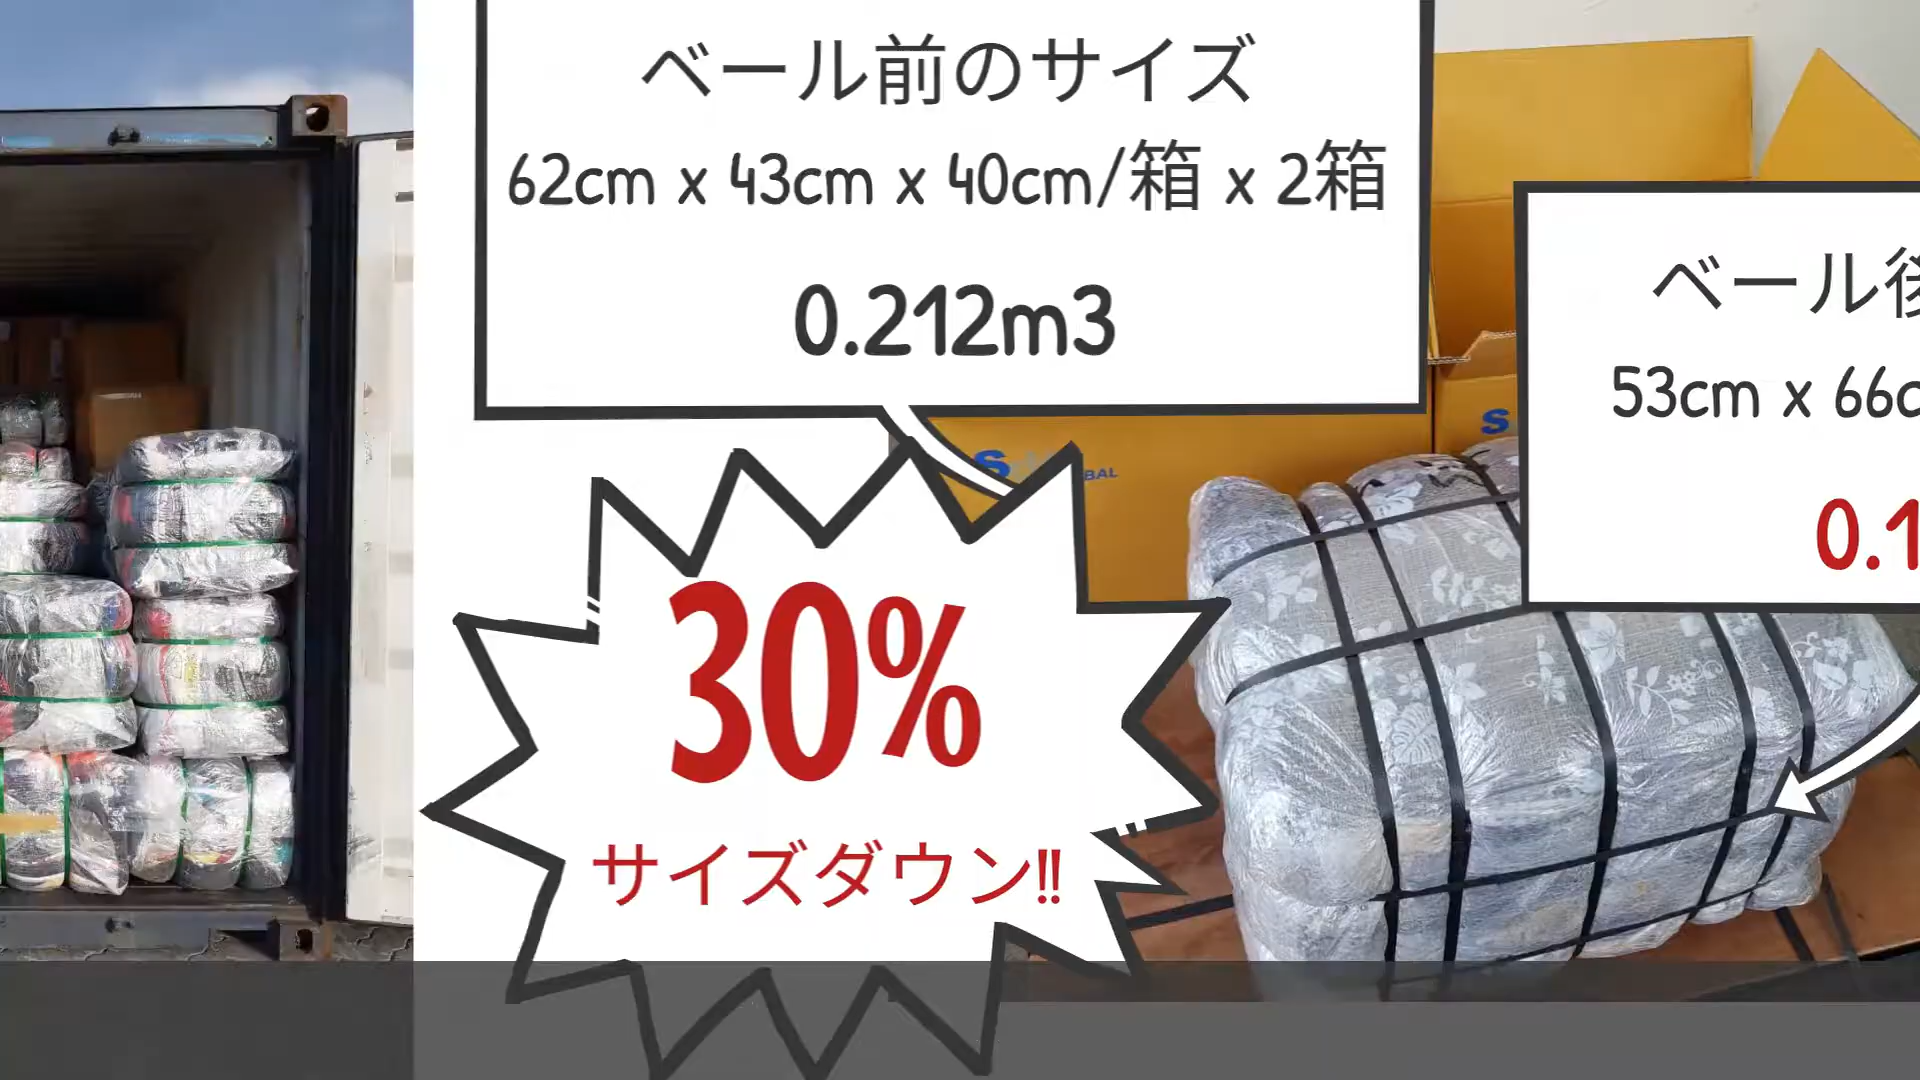 ベール前のサイズ
62cm x 43cm x 40cm/箱 x 2箱
0.212m3
ベール後
53cm x 66c
0.1
30%
サイズダウン!!
S
BAL
S